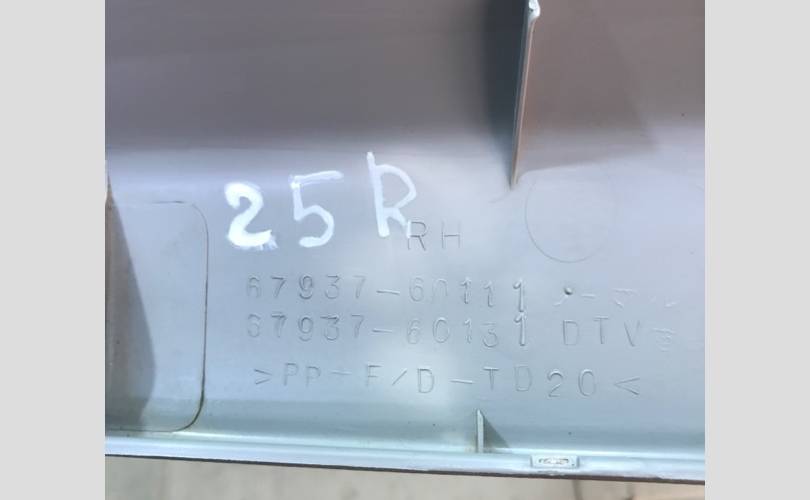 25R
RH
67937-60111
67937-60131 DTV
>PP+E/D-TD20<